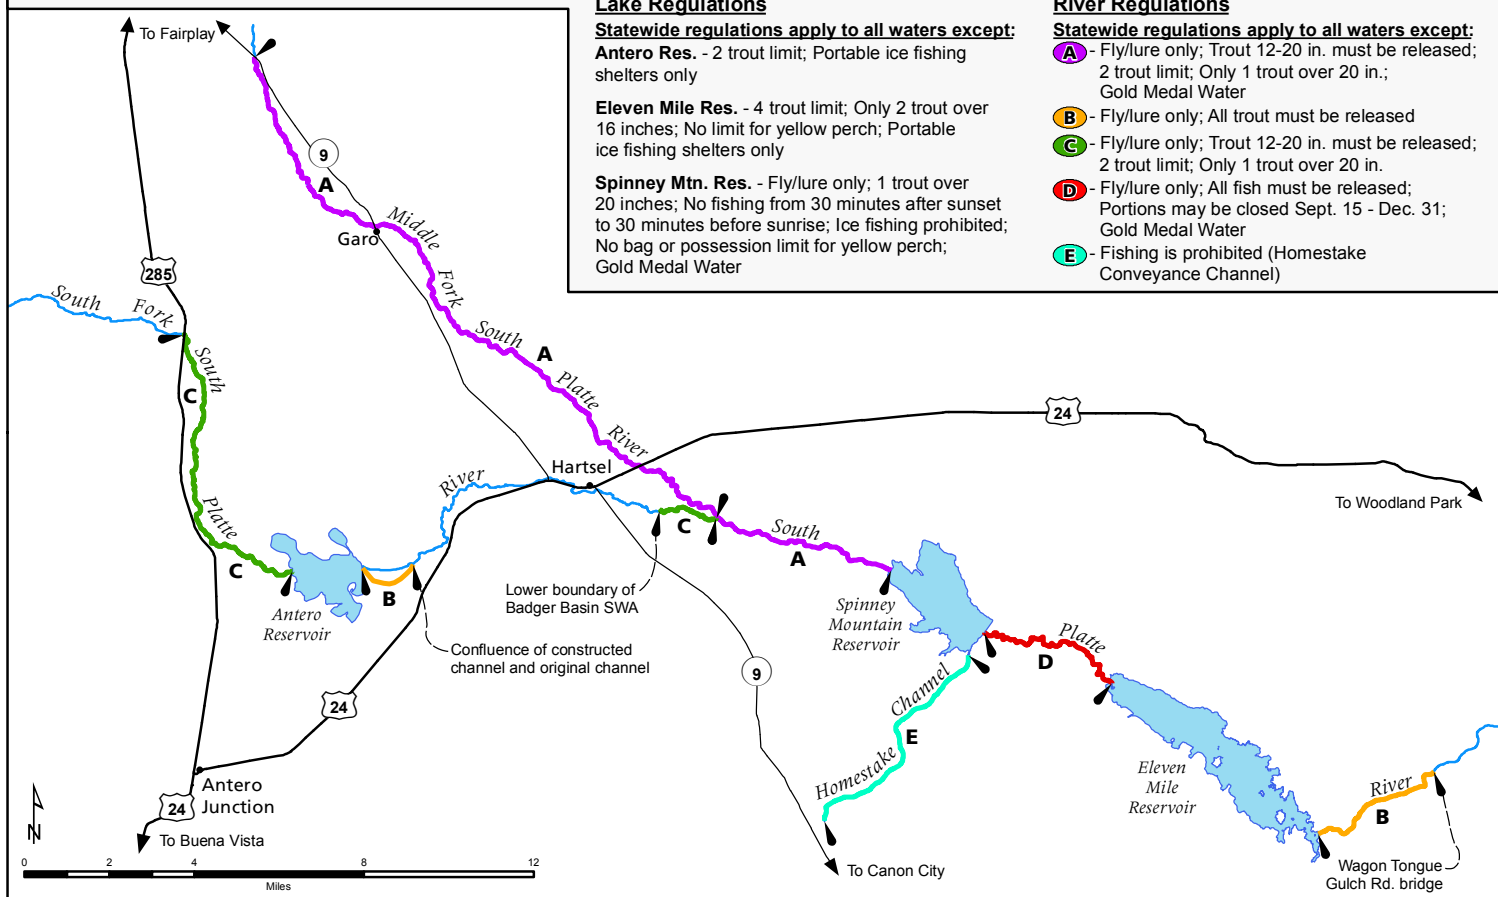 Lake Regulations
Statewide regulations apply to all waters except:
Antero Res. - 2 trout limit; Portable ice fishing
shelters only
Eleven Mile Res. - 4 trout limit; Only 2 trout over
16 inches; No limit for yellow perch; Portable
ice fishing shelters only
Spinney Mtn. Res. - Fly/lure only; 1 trout over
20 inches; No fishing from 30 minutes after sunset
to 30 minutes before sunrise; Ice fishing prohibited;
No bag or possession limit for yellow perch;
Gold Medal Water
River Regulations
Statewide regulations apply to all waters except:
A - Fly/lure only; Trout 12-20 in. must be released;
2 trout limit; Only 1 trout over 20 in.;
Gold Medal Water
B - Fly/lure only; All trout must be released
C - Fly/lure only; Trout 12-20 in. must be released;
2 trout limit; Only 1 trout over 20 in.
D - Fly/lure only; All fish must be released;
Portions may be closed Sept. 15 - Dec. 31;
Gold Medal Water
E - Fishing is prohibited (Homestake
Conveyance Channel)
To Fairplay
9
A
Garo
Middle
Fork
South
A
Platte
River
285
South
Fork
South
C
Platte
C
Antero
Reservoir
B
River
Hartsel
24
To Woodland Park
C
South
A
Lower boundary of
Badger Basin SWA
Confluence of constructed
channel and original channel
Spinney
Mountain
Reservoir
Platte
D
9
24
Channel
E
Homestake
Eleven
Mile
Reservoir
River
B
Wagon Tongue
Gulch Rd. bridge
Antero
Junction
24
To Buena Vista
To Canon City
N
0 2 4 8 12
Miles